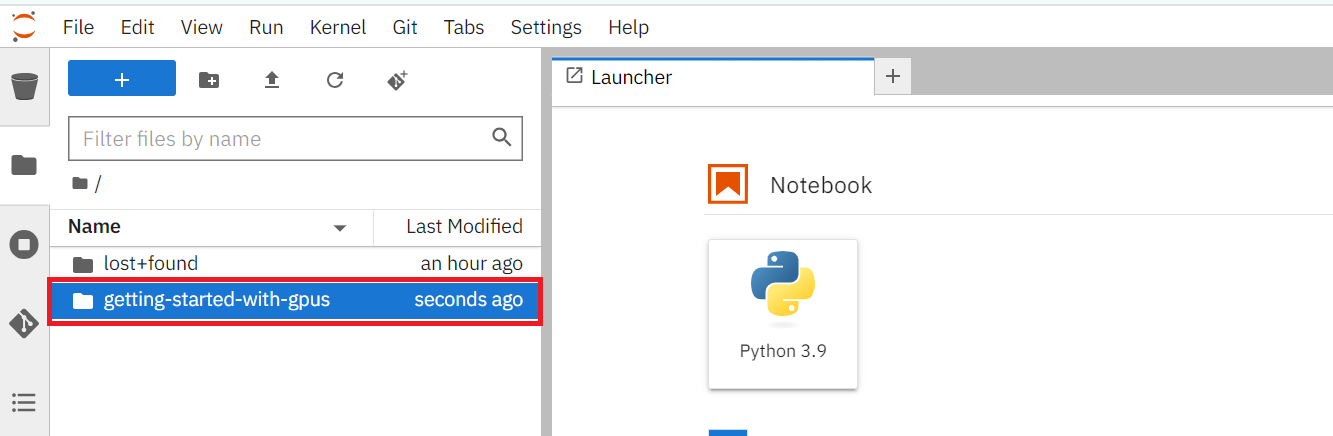 File Edit View Run Kernel Git Tabs Settings Help
+
Launcher
+
Filter files by name
/
Name Last Modified
lost+found an hour ago
getting-started-with-gpus seconds ago
Notebook
Python 3.9